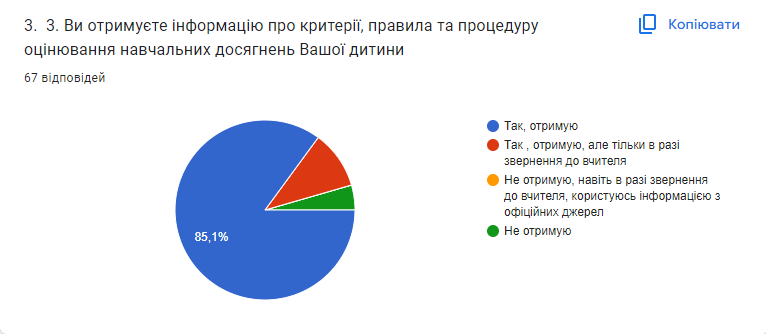 3.  3. Ви отримуєте інформацію про критерії, правила та процедуру
оцінювання навчальних досягнень Вашої дитини
Копіювати
67 відповідей
85,1%
Так, отримую
Так , отримую, але тільки в разі
звернення до вчителя
Не отримую, навіть в разі звернення
до вчителя, користуюсь інформацією з
офіційних джерел
Не отримую